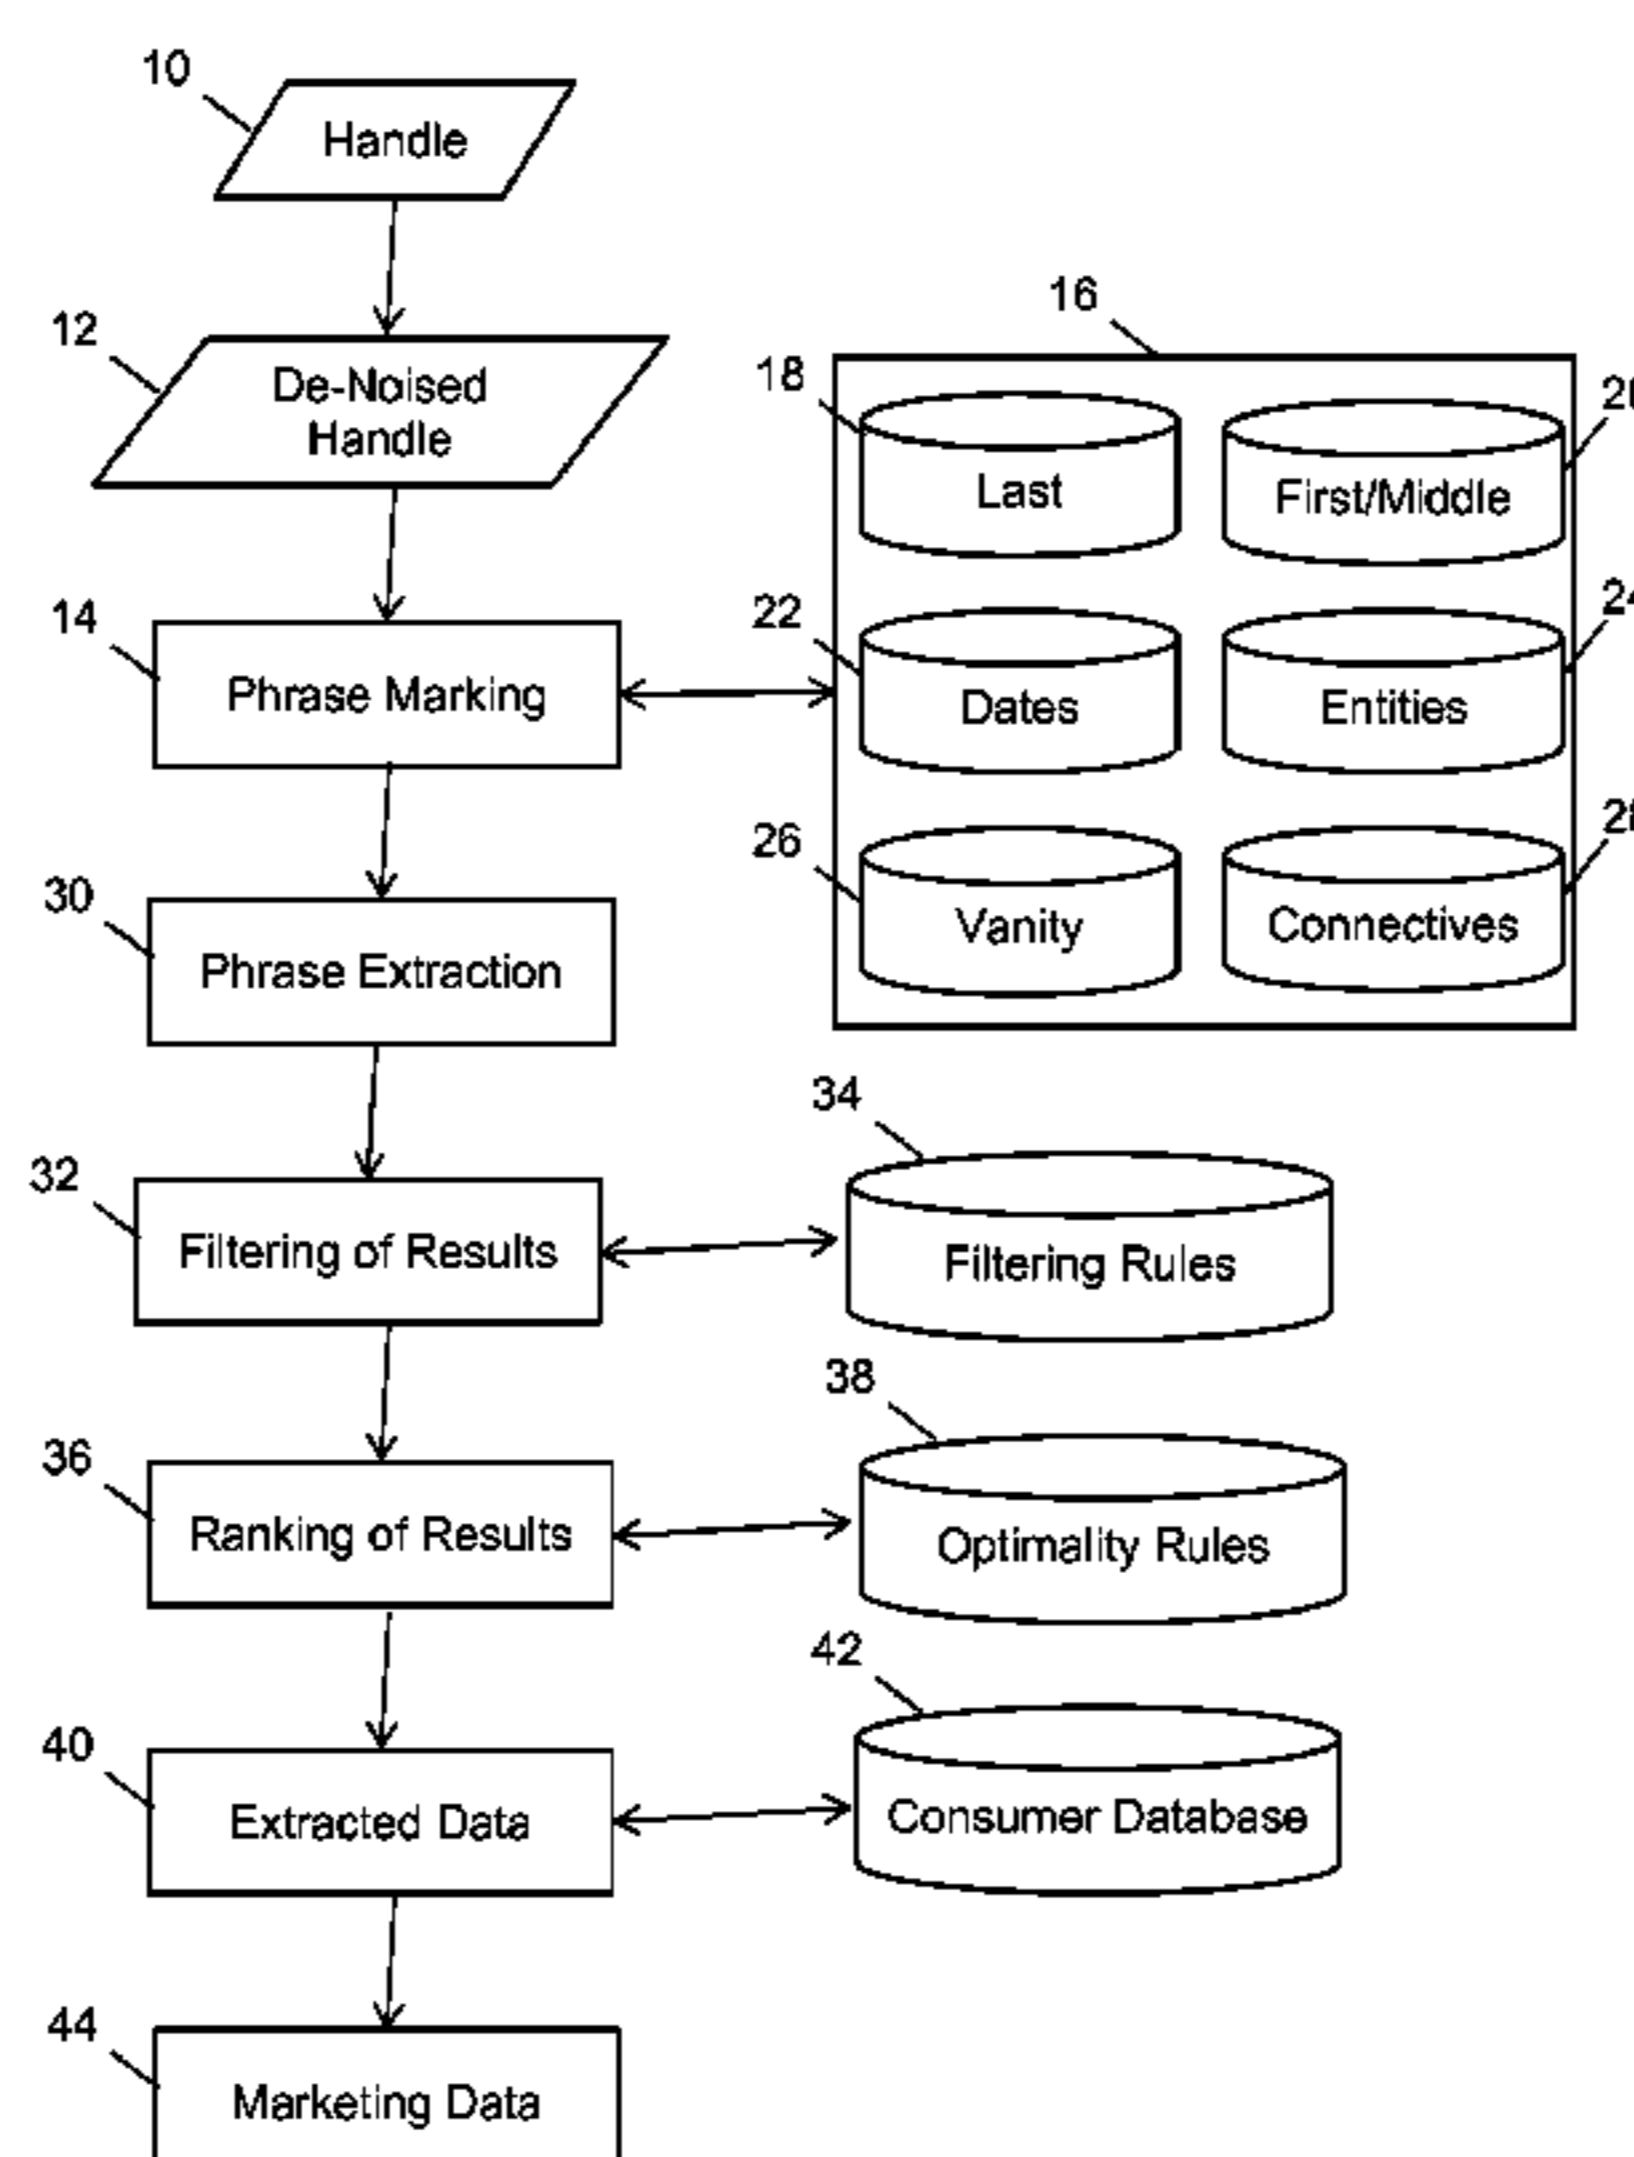 10
Handle
12
De-Noised
Handle
16
18
Last
First/Middle
14
Phrase Marking
22
Dates
24
Entities
26
Vanity
Connectives
30
Phrase Extraction
34
32
Filtering of Results
Filtering Rules
38
36
Ranking of Results
Optimality Rules
42
40
Extracted Data
Consumer Database
44
Marketing Data